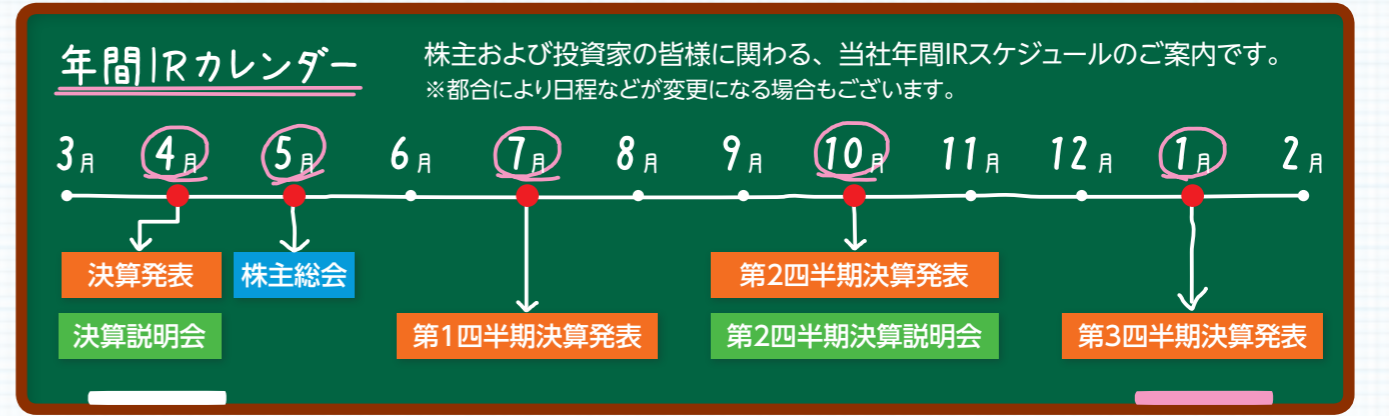 年間IRカレンダー
株主および投資家の皆様に関わる、当社年間IRスケジュールのご案内です。
※都合により日程などが変更になる場合もございます。
3月 4月 5月 6月 7月 8月 9月 10月 11月 12月 1月 2月
決算発表 株主総会 第2四半期決算発表
決算説明会 第1四半期決算発表 第2四半期決算説明会 第3四半期決算発表